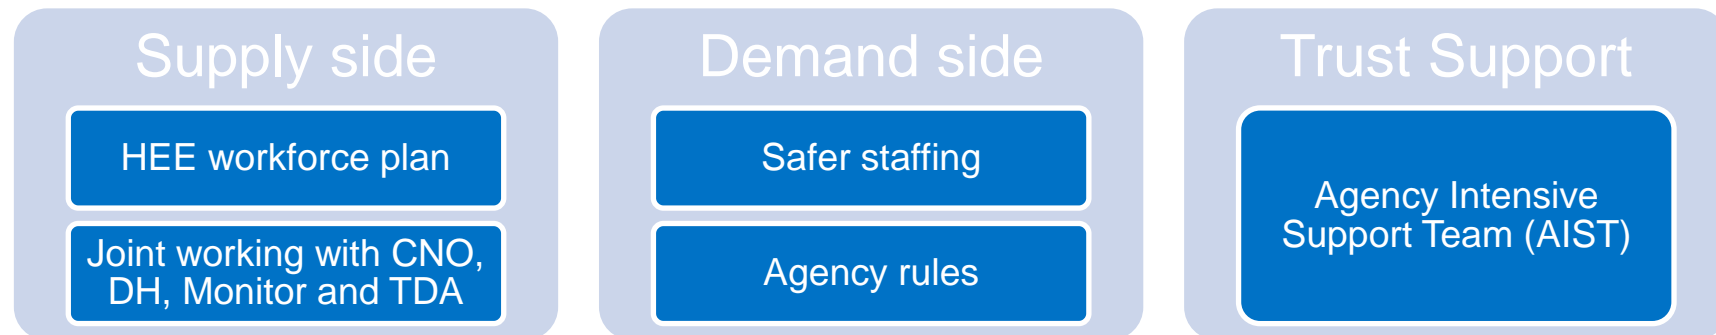 Supply side
HEE workforce plan
Joint working with CNO,
DH, Monitor and TDA
Demand side
Safer staffing
Agency rules
Trust Support
Agency Intensive
Support Team (AIST)